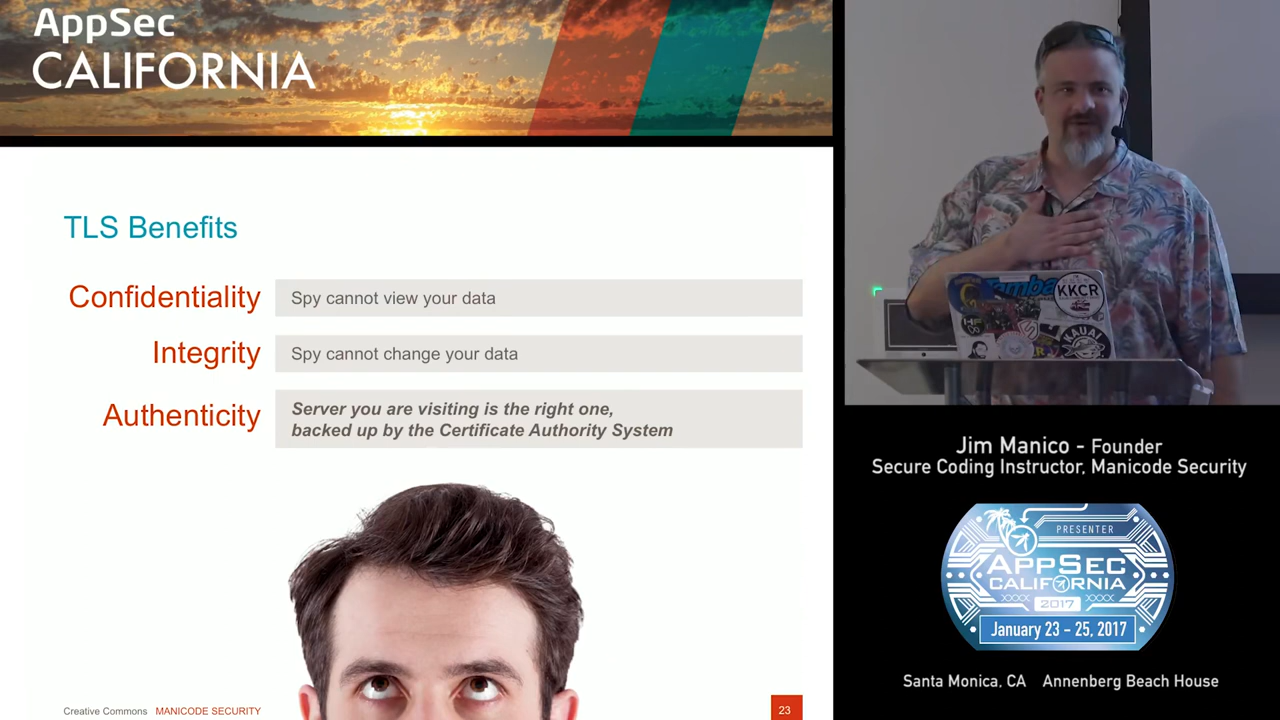 AppSec
CALIFORNIA
TLS Benefits
Confidentiality
Spy cannot view your data
Integrity
Spy cannot change your data
Authenticity
Server you are visiting is the right one,
backed up by the Certificate Authority System
Creative Commons MANICODE SECURITY
23
KKCR
KAUAI
Jim Manico - Founder
Secure Coding Instructor, Manicode Security
PRESENTER
APPSEC
CALIFORNIA
2017
January 23 - 25, 2017
Santa Monica, CA Annenberg Beach House